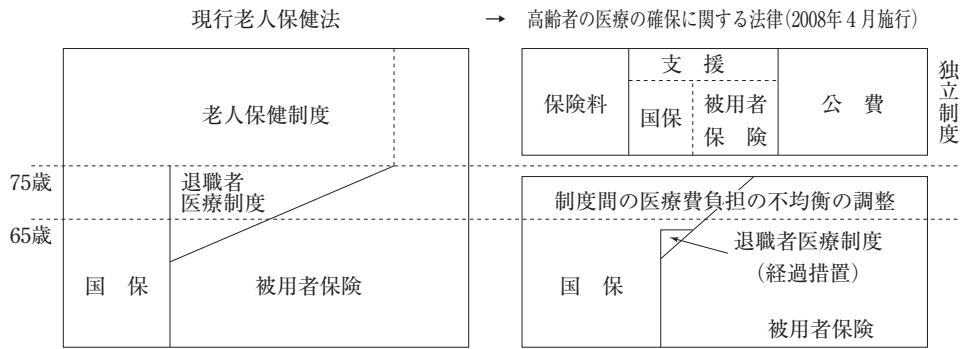 現行老人保健法 → 高齢者の医療の確保に関する法律(2008年4月施行)
老人保健制度
75歳
退職者
医療制度
65歳
国 保
被用者保険
保険料
支 援
国保
被用者
保 険
公 費
独立制度
制度間の医療費負担の不均衡の調整
退職者医療制度
(経過措置)
国 保
被用者保険